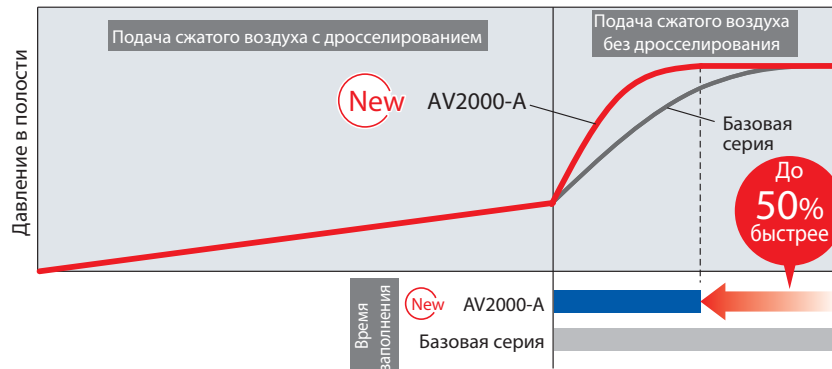 Подача сжатого воздуха с дросселированием
Подача сжатого воздуха
без дросселирования
Давление в полости
New
AV2000-A
Базовая
серия
До
50%
быстрее
Время
заполнения
New
AV2000-A
Базовая серия